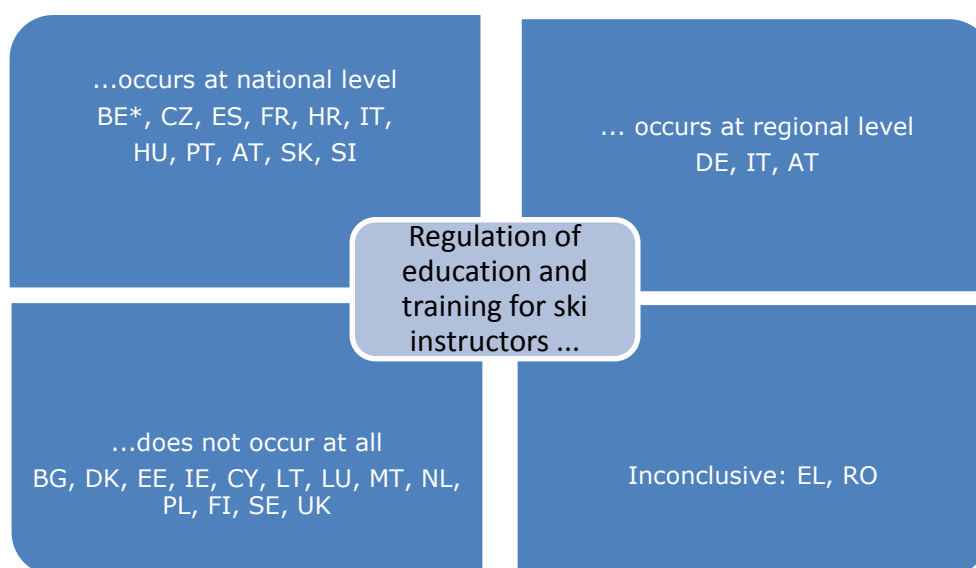 ...occurs at national level
BE*, CZ, ES, FR, HR, IT,
HU, PT, AT, SK, SI
... occurs at regional level
DE, IT, AT
Regulation of
education and
training for ski
instructors ...
...does not occur at all
BG, DK, EE, IE, CY, LT, LU, MT, NL,
PL, FI, SE, UK
Inconclusive: EL, RO